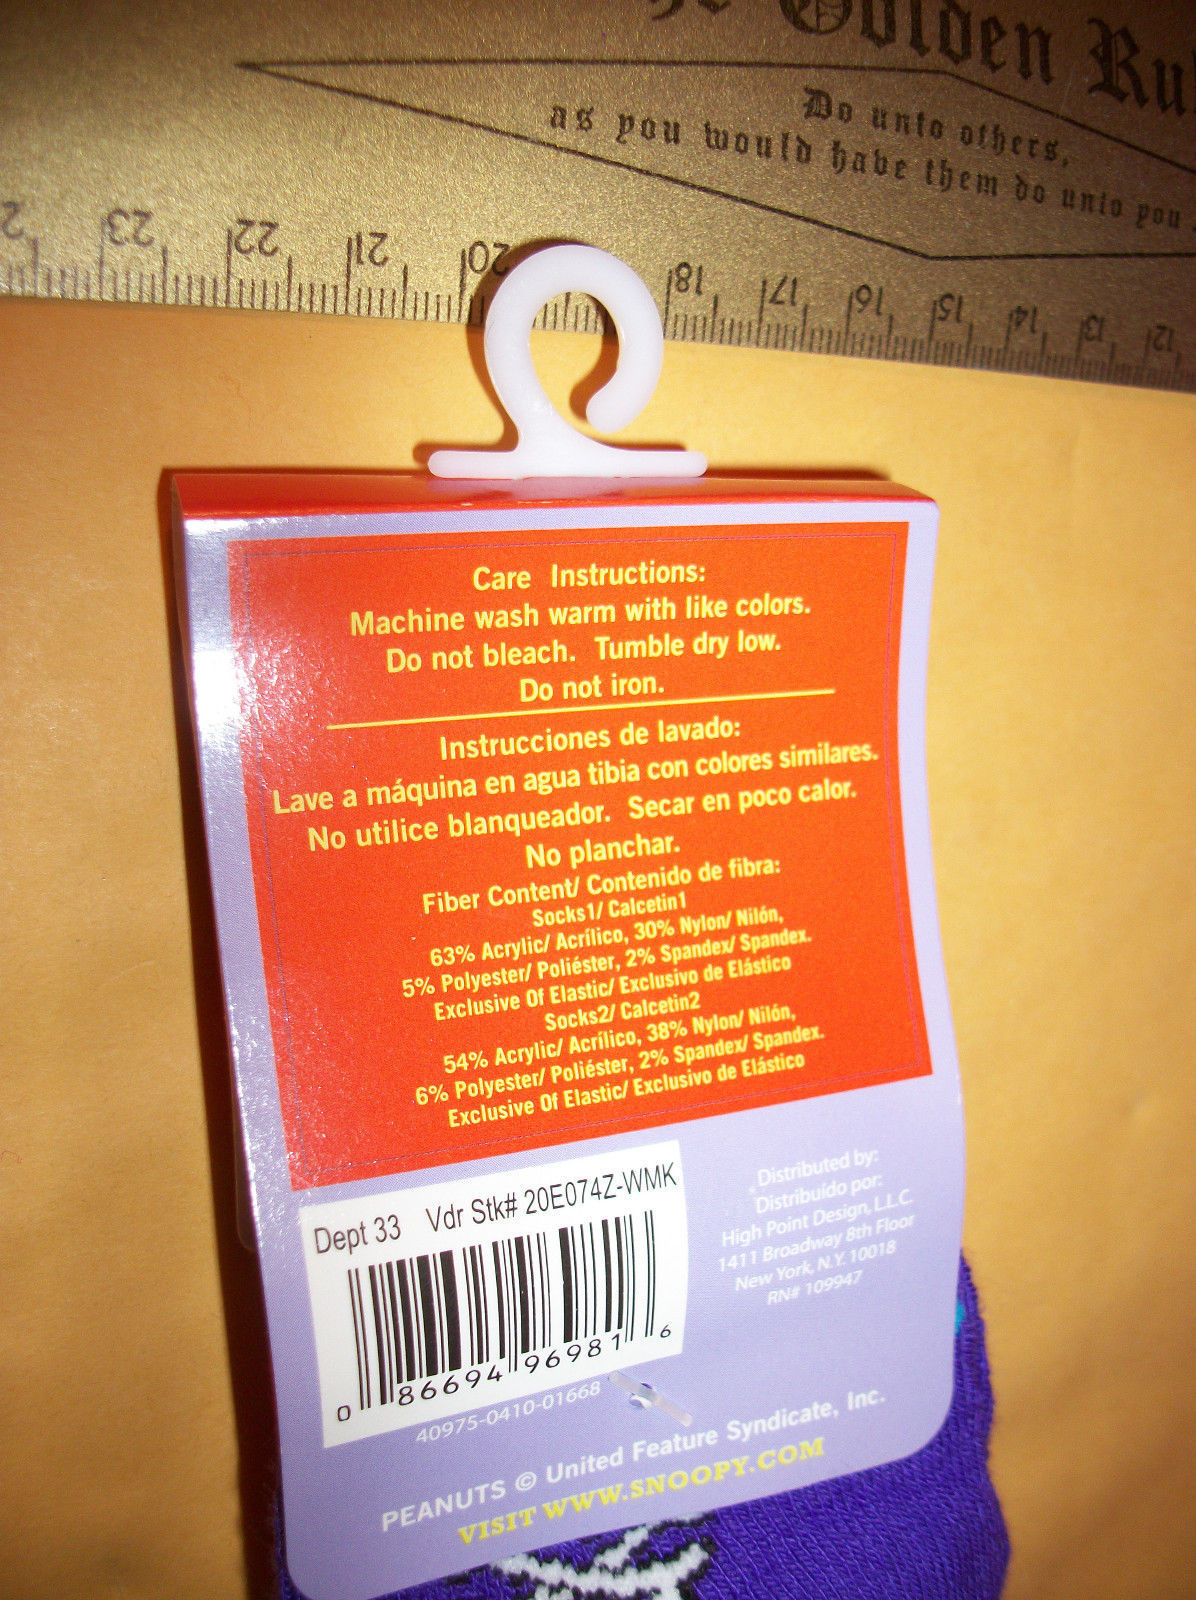 The Golden
Do unto others,
as you would have them do unto you
23 22 21 20 18 17 16 15 14 13 12
Care Instructions:
Machine wash warm with like colors.
Do not bleach. Tumble dry low.
Do not iron.
Instrucciones de lavado:
Lave a máquina en agua tibia con colores similares.
No utilice blanqueador. Secar en poco calor.
No planchar.
Fiber Content/ Contenido de fibra:
Socks1/ Calcetin1
63% Acrylic/ Acrílico, 30% Nylon/ Nilón,
5% Polyester/ Poliéster, 2% Spandex/ Spandex.
Exclusive Of Elastic/ Exclusivo de Elástico
Socks2/ Calcetin2
54% Acrylic/ Acrílico, 38% Nylon/ Nilón,
6% Polyester/ Poliéster, 2% Spandex/ Spandex.
Exclusive Of Elastic/ Exclusivo de Elástico
Dept 33 Vdr Stk# 20E074Z-WMK
0 86694 96981 6
40975-0410-01668
Distributed by:
Distribuido por:
High Point Design, L.L.C.
1411 Broadway 8th Floor
New York, N.Y. 10018
RN# 109947
PEANUTS © United Feature Syndicate, Inc.
VISIT WWW.SNOOPY.COM